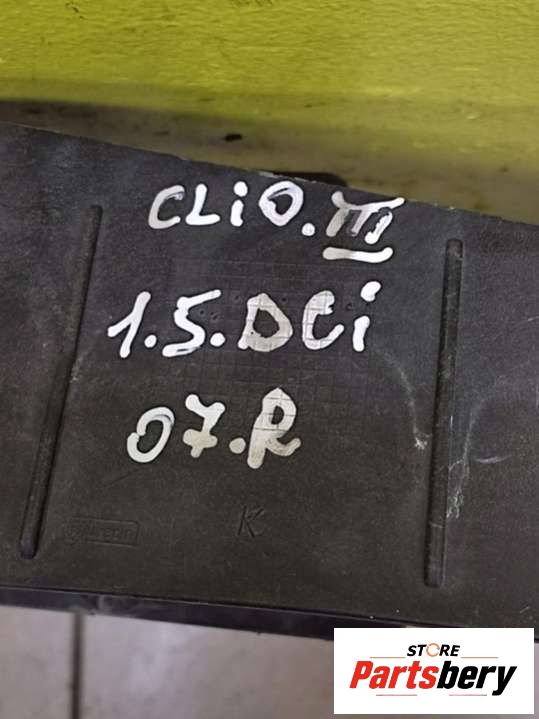 CLiO.III
1.5.DCi
07.R
K
STORE
Partsbery